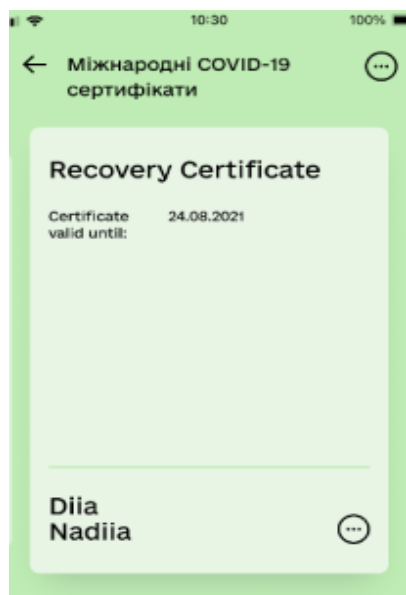 10:30 100%
Міжнародні COVID-19
сертифікати
Recovery Certificate
Certificate 24.08.2021
valid until:
Diia
Nadiia